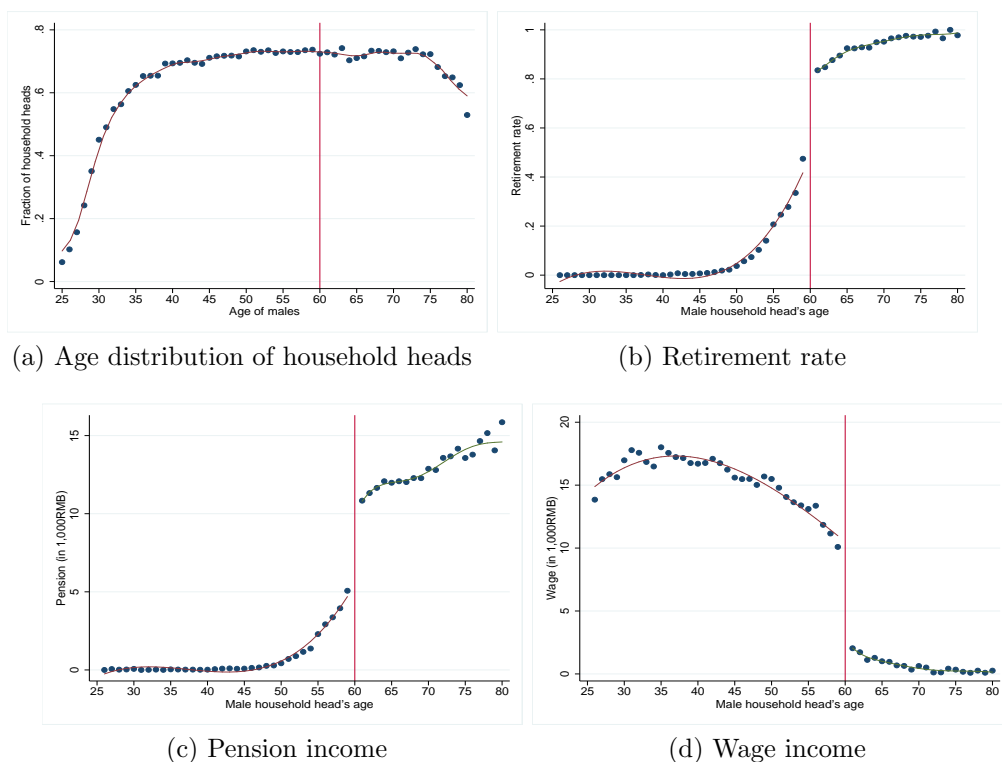 .8
.6
.4
.2
0
Fraction of household heads
25 30 35 40 45 50 55 60 65 70 75 80
Age of males
(a) Age distribution of household heads
1
.8
.6
.4
.2
0
Retirement rate)
25 30 35 40 45 50 55 60 65 70 75 80
Male household head's age
(b) Retirement rate
15
10
5
0
Pension (in 1,000RMB)
25 30 35 40 45 50 55 60 65 70 75 80
Male household head's age
(c) Pension income
20
15
10
5
0
Wage (in 1,000RMB)
25 30 35 40 45 50 55 60 65 70 75 80
Male household head's age
(d) Wage income